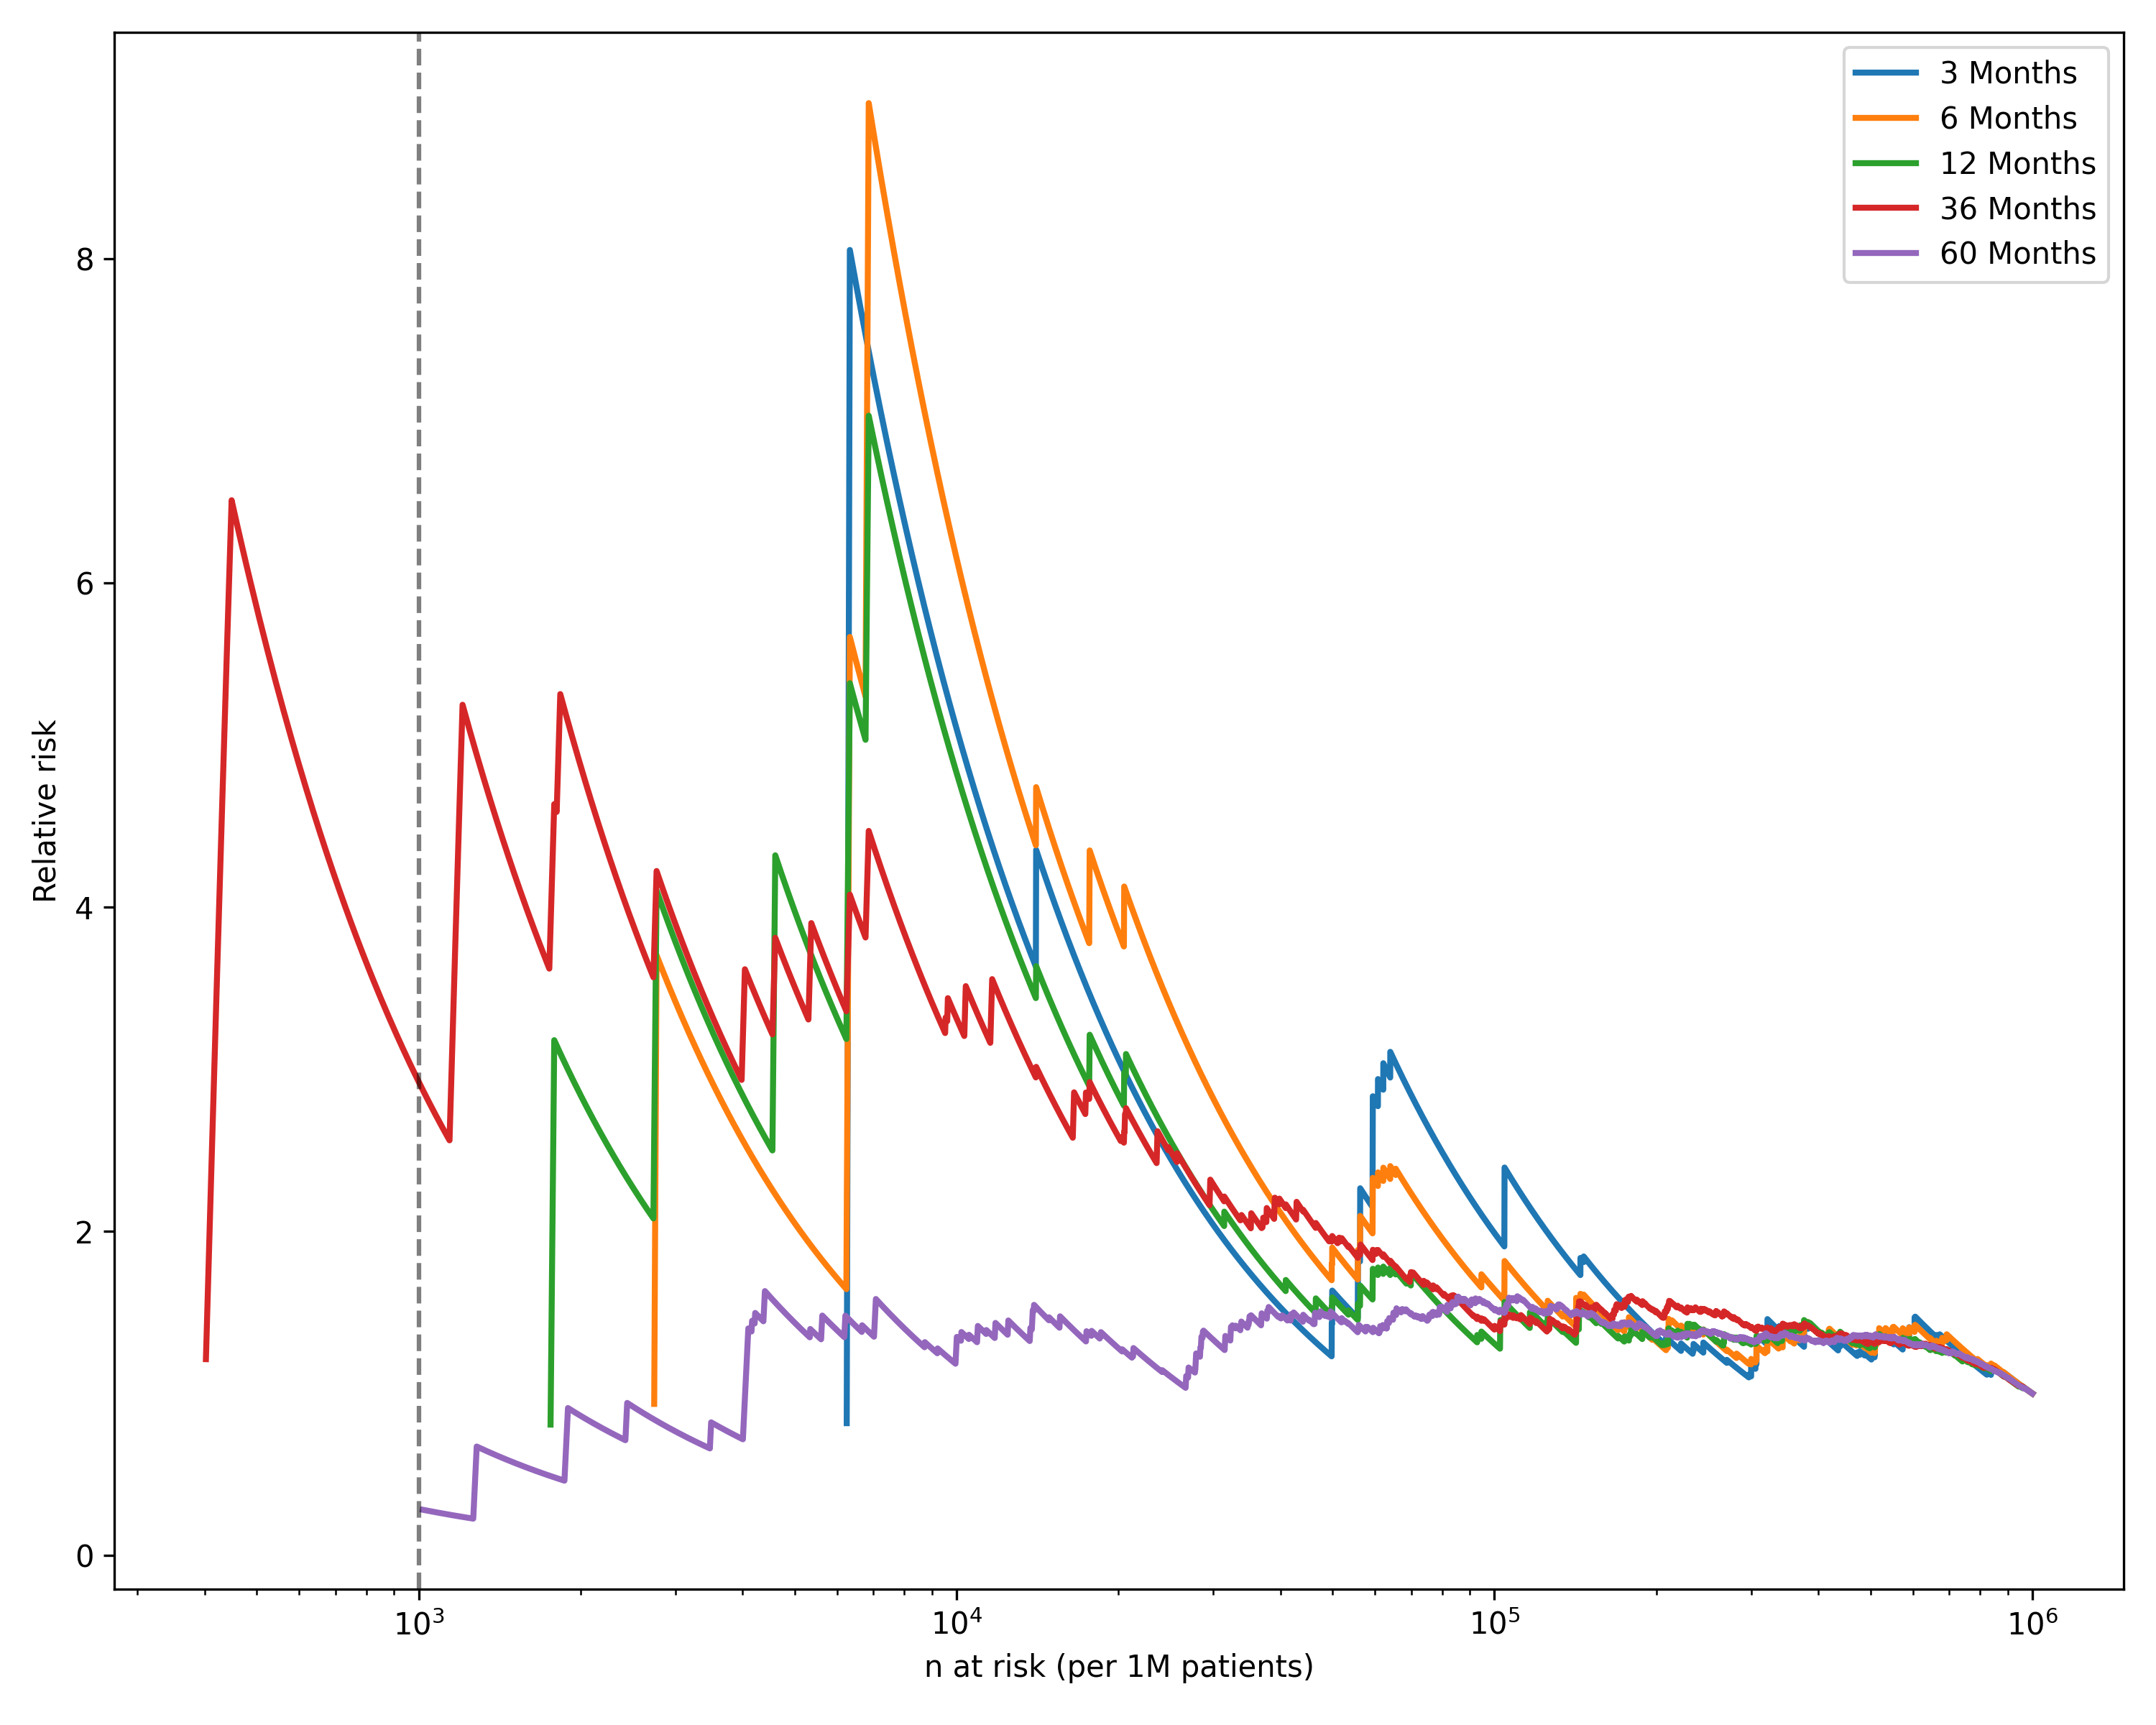 3 Months
6 Months
12 Months
36 Months
60 Months
Relative risk
8
6
4
2
0
10³
10⁴
10⁵
10⁶
n at risk (per 1M patients)